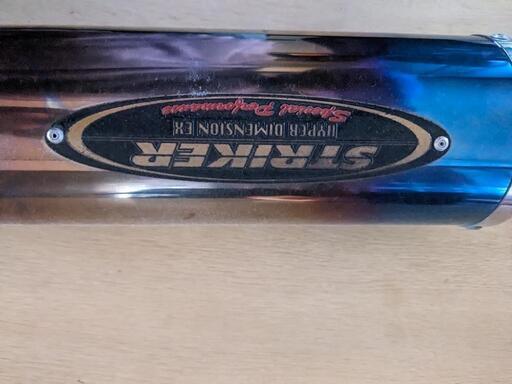 STRIKER
HYPER DIMENSION EX
Special Performance